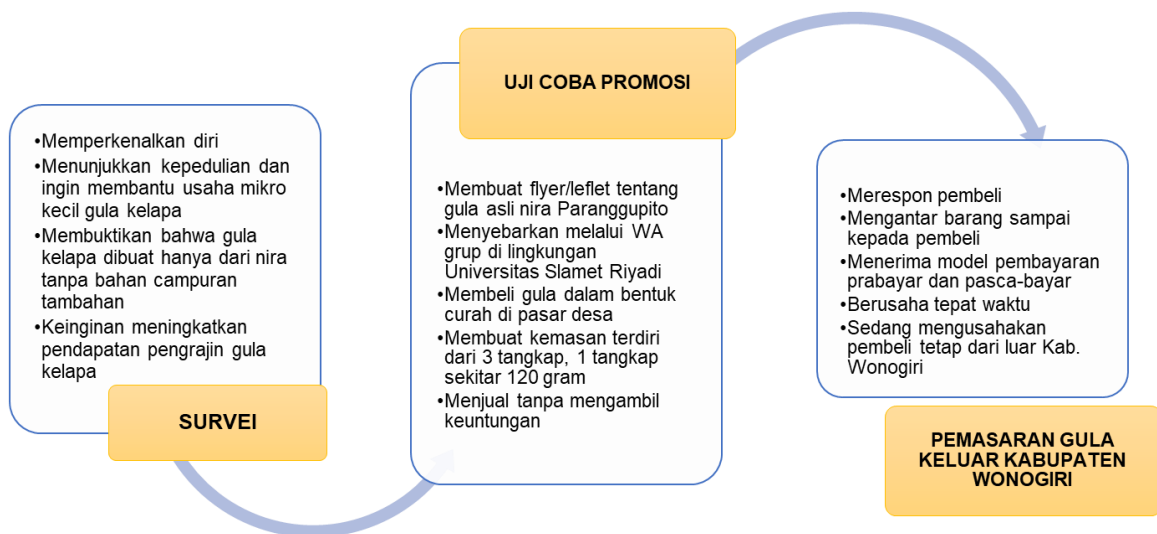 •Memperkenalkan diri
•Menunjukkan kepedulian dan
ingin membantu usaha mikro
kecil gula kelapa
•Membuktikan bahwa gula
kelapa dibuat hanya dari nira
tanpa bahan campuran
tambahan
•Keinginan meningkatkan
pendapatan pengrajin gula
kelapa
SURVEI
UJI COBA PROMOSI
•Membuat flyer/leflet tentang
gula asli nira Paranggupito
•Menyebarkan melalui WA
grup di lingkungan
Universitas Slamet Riyadi
•Membeli gula dalam bentuk
curah di pasar desa
•Membuat kemasan terdiri
dari 3 tangkap, 1 tangkap
sekitar 120 gram
•Menjual tanpa mengambil
keuntungan
•Merespon pembeli
•Mengantar barang sampai
kepada pembeli
•Menerima model pembayaran
prabayar dan pasca-bayar
•Berusaha tepat waktu
•Sedang mengusahakan
pembeli tetap dari luar Kab.
Wonogiri
PEMASARAN GULA
KELUAR KABUPATEN
WONOGIRI